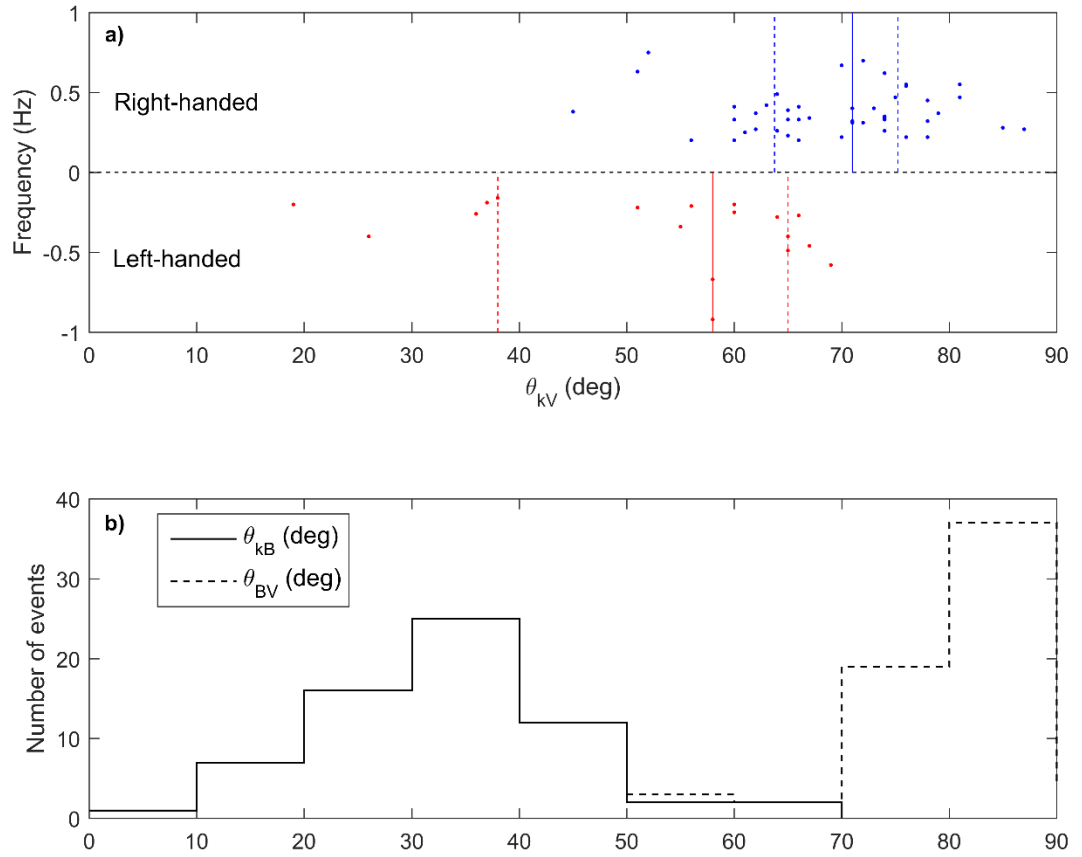 a)
1
0.5
0
-0.5
-1
Frequency (Hz)
Right-handed
Left-handed
0 10 20 30 40 50 60 70 80 90
θkV (deg)
b)
40
30
20
10
0
Number of events
θkB (deg)
θBV (deg)
0 10 20 30 40 50 60 70 80 90